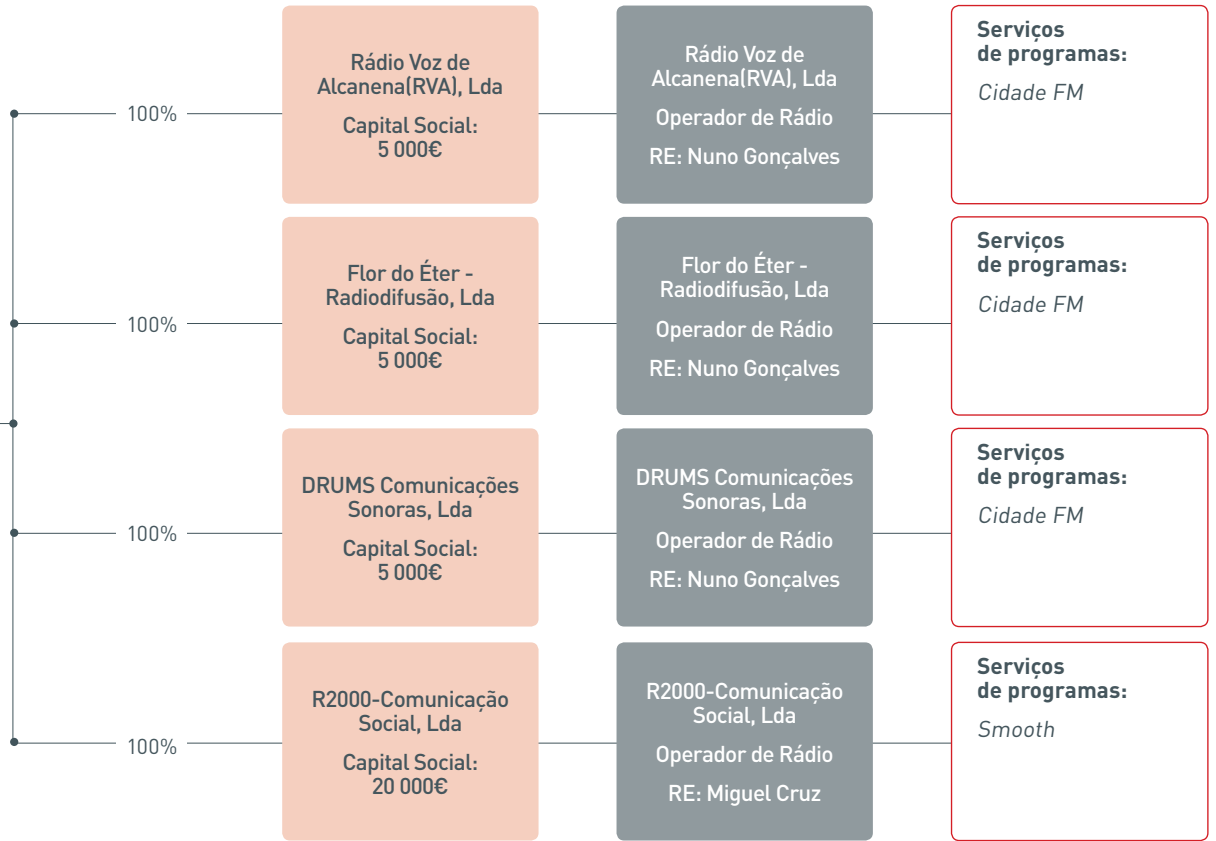 100%
Rádio Voz de
Alcanena(RVA), Lda
Capital Social:
5 000€
Rádio Voz de
Alcanena(RVA), Lda
Operador de Rádio
RE: Nuno Gonçalves
Serviços
de programas:
Cidade FM
100%
Flor do Éter -
Radiodifusão, Lda
Capital Social:
5 000€
Flor do Éter -
Radiodifusão, Lda
Operador de Rádio
RE: Nuno Gonçalves
Serviços
de programas:
Cidade FM
100%
DRUMS Comunicações
Sonoras, Lda
Capital Social:
5 000€
DRUMS Comunicações
Sonoras, Lda
Operador de Rádio
RE: Nuno Gonçalves
Serviços
de programas:
Cidade FM
100%
R2000-Comunicação
Social, Lda
Capital Social:
20 000€
R2000-Comunicação
Social, Lda
Operador de Rádio
RE: Miguel Cruz
Serviços
de programas:
Smooth